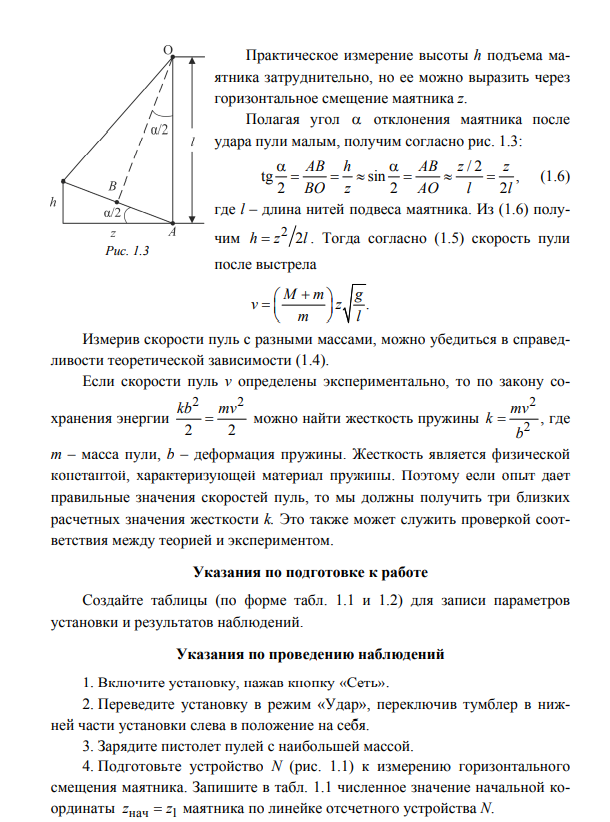 O
α/2
l
B
h
α/2
z
A
Рис. 1.3
Практическое измерение высоты h подъема ма-
ятника затруднительно, но ее можно выразить через
горизонтальное смещение маятника z.
Полагая угол α отклонения маятника после
удара пули малым, получим согласно рис. 1.3:
tg α/2 = AB/BO = h/z ≈ sin α/2 = AB/AO ≈ (z/2)/l = z/2l, (1.6)
где l – длина нитей подвеса маятника. Из (1.6) полу-
чим h = z²/2l. Тогда согласно (1.5) скорость пули
после выстрела
v = ((M + m)/m) z √(g/l).
Измерив скорости пуль с разными массами, можно убедиться в справед-
ливости теоретической зависимости (1.4).
Если скорости пуль v определены экспериментально, то по закону со-
хранения энергии kb²/2 = mv²/2 можно найти жесткость пружины k = mv²/b², где
m – масса пули, b – деформация пружины. Жесткость является физической
константой, характеризующей материал пружины. Поэтому если опыт дает
правильные значения скоростей пуль, то мы должны получить три близких
расчетных значения жесткости k. Это также может служить проверкой соот-
ветствия между теорией и экспериментом.
Указания по подготовке к работе
Создайте таблицы (по форме табл. 1.1 и 1.2) для записи параметров
установки и результатов наблюдений.
Указания по проведению наблюдений
1. Включите установку, нажав кнопку «Сеть».
2. Переведите установку в режим «Удар», переключив тумблер в ниж-
ней части установки слева в положение на себя.
3. Зарядите пистолет пулей с наибольшей массой.
4. Подготовьте устройство N (рис. 1.1) к измерению горизонтального
смещения маятника. Запишите в табл. 1.1 численное значение начальной ко-
ординаты zнач = z₁ маятника по линейке отсчетного устройства N.